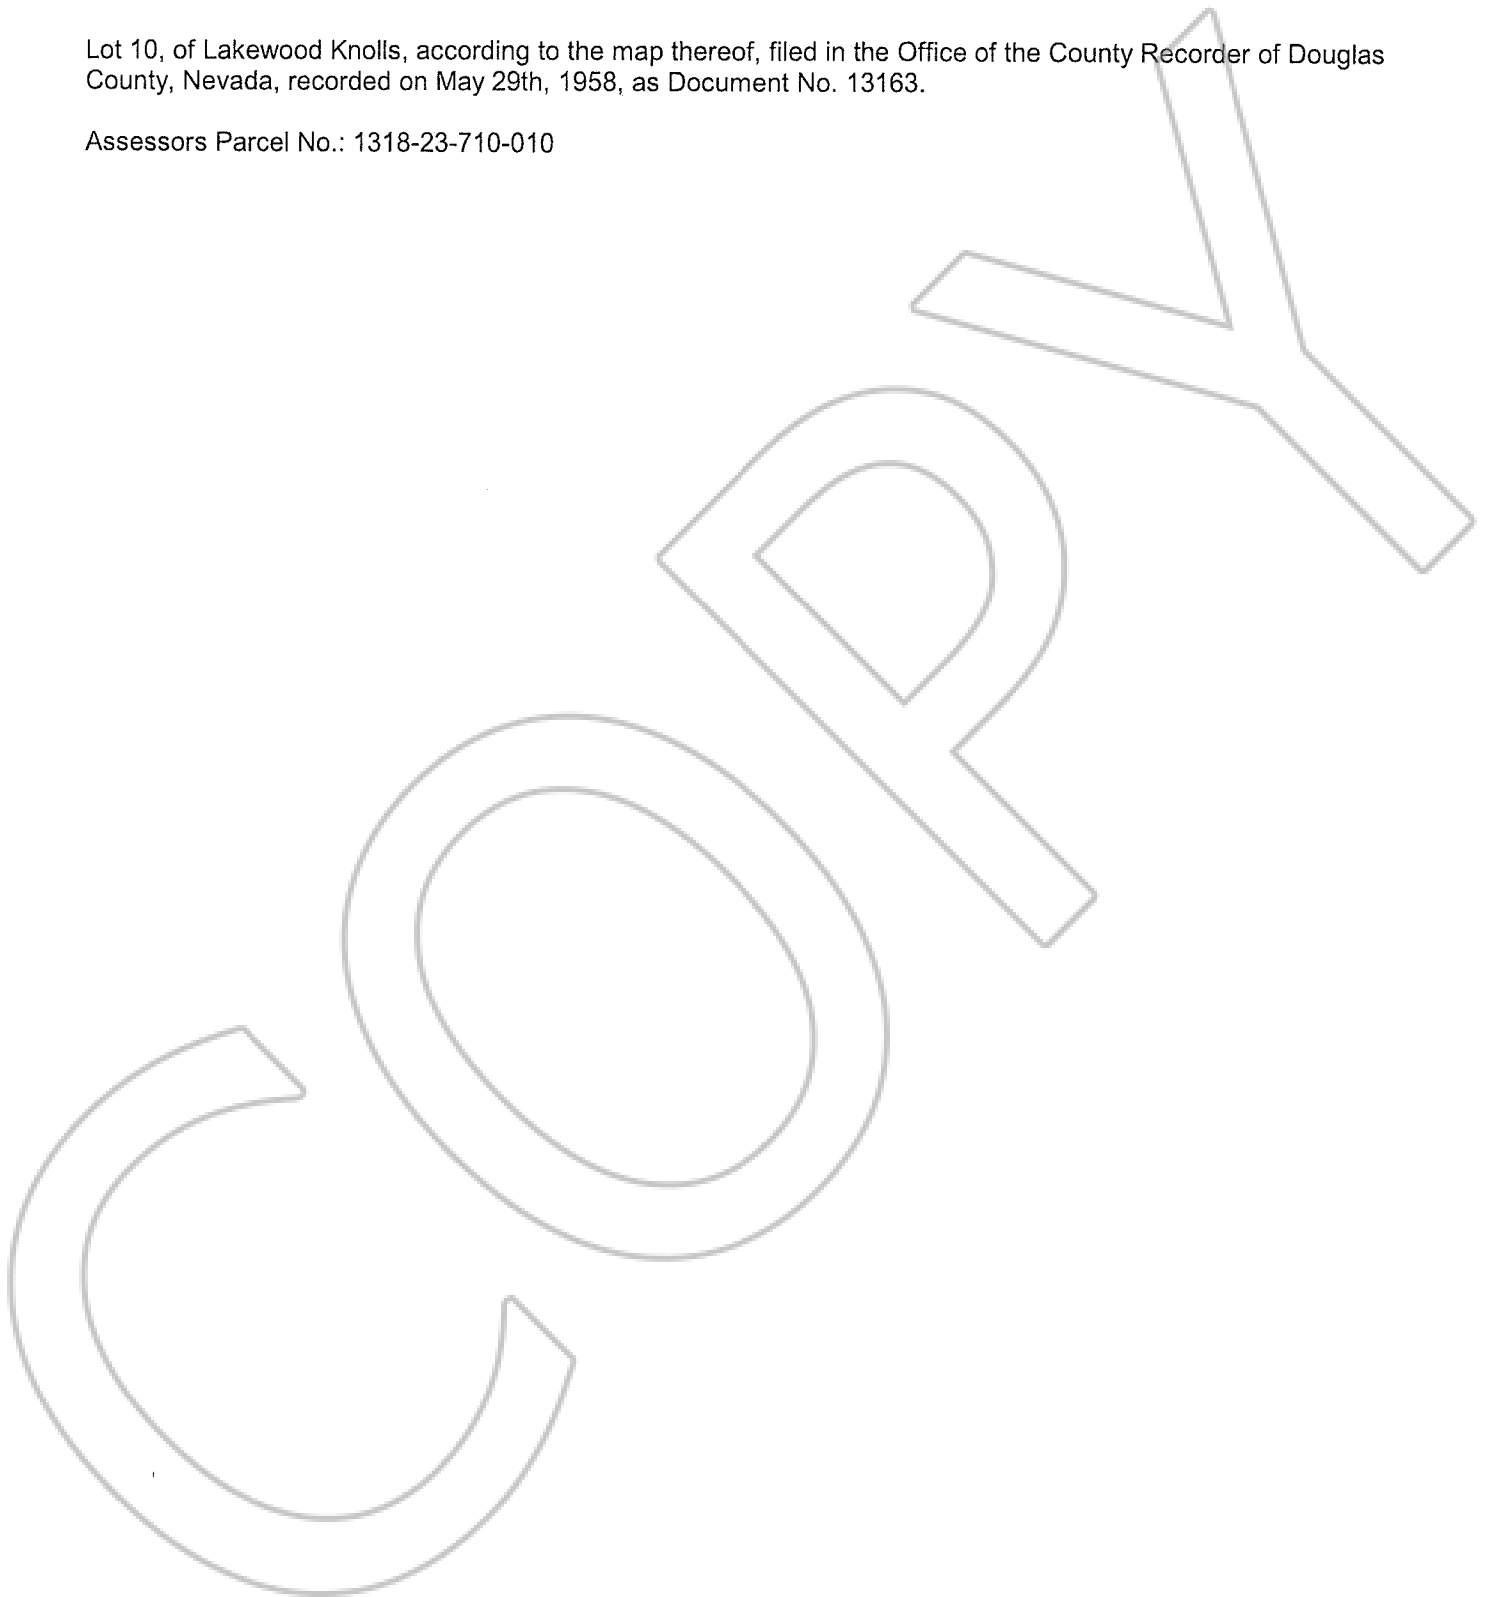 Lot 10, of Lakewood Knolls, according to the map thereof, filed in the Office of the County Recorder of Douglas
County, Nevada, recorded on May 29th, 1958, as Document No. 13163.
Assessors Parcel No.: 1318-23-710-010
COPY